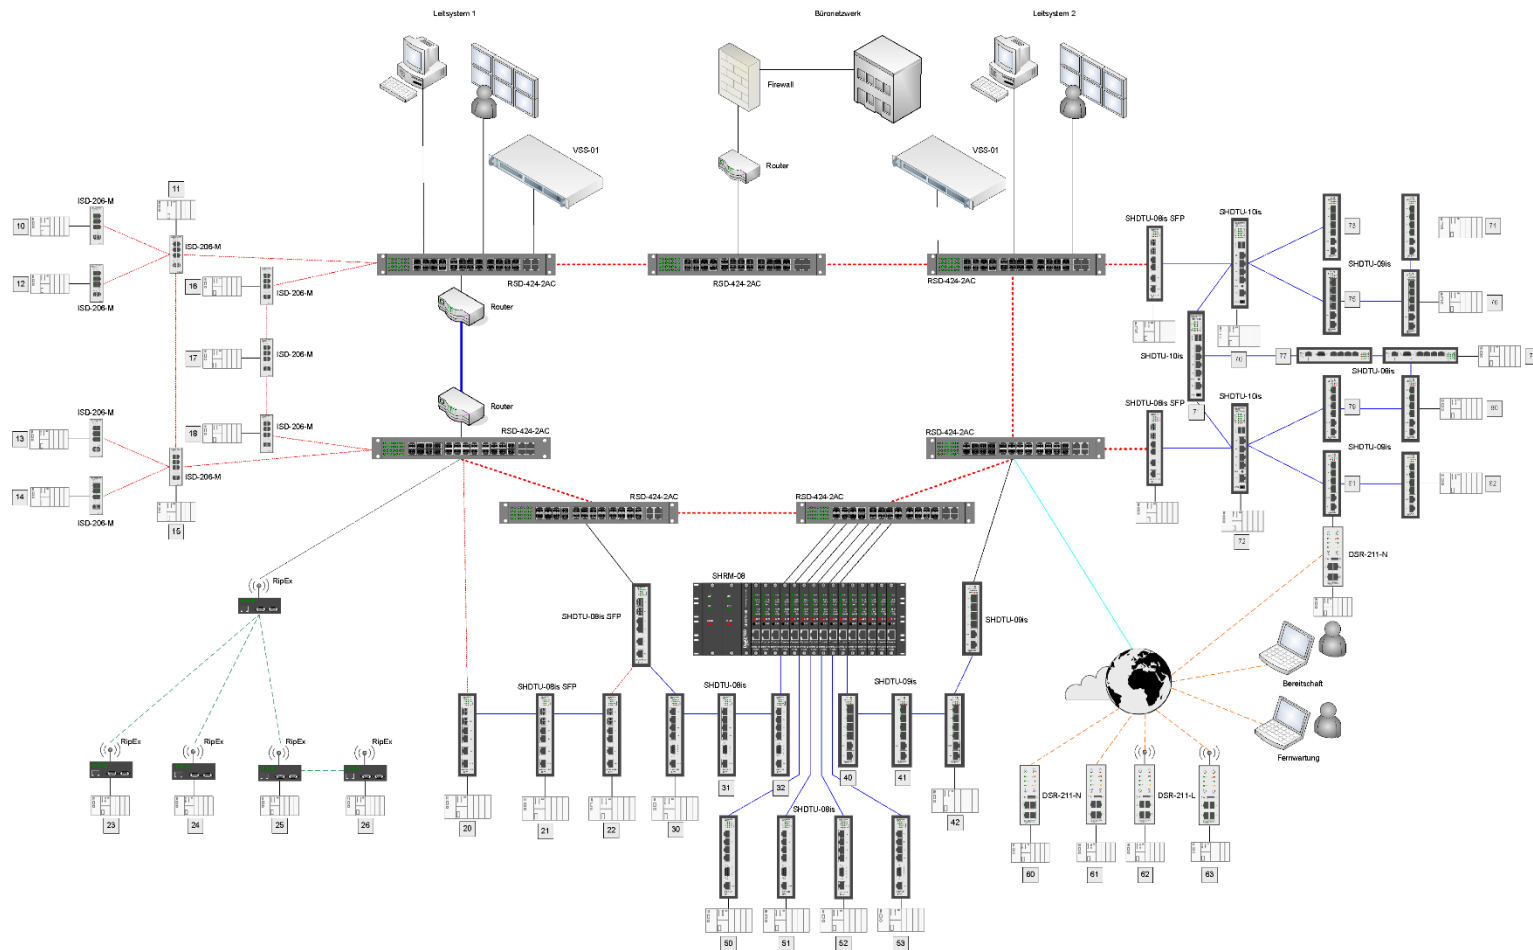 Leitsystem 1
Büronetzwerk
Leitsystem 2
Firewall
VSS-01
Router
VSS-01
11
ISD-206-M
10
ISD-206-M
12
ISD-206-M
16
ISD-206-M
RSD-424-2AC
RSD-424-2AC
RSD-424-2AC
SHDTU-08is SFP
SHDTU-10is
73
SHDTU-09is
75
76
Router
17
ISD-206-M
SHDTU-10is
70
77
SHDTU-08is
Router
13
18
ISD-206-M
ISD-206-M
ISD-206-M
14
ISD-206-M
15
RSD-424-2AC
RSD-424-2AC
SHDTU-08is SFP
SHDTU-10is
79
80
SHDTU-09is
81
82
72
RSD-424-2AC
RSD-424-2AC
DSR-211-N
RipEx
SHDTU-08is SFP
SHRM-08
SHDTU-09is
Bereitschaft
Fernwartung
SHDTU-08is SFP
SHDTU-08is
SHDTU-09is
RipEx
RipEx
RipEx
RipEx
31
32
40
41
42
23
24
25
26
20
21
22
30
SHDTU-08is
DSR-211-N
DSR-211-L
60
61
62
63
50
51
52
53